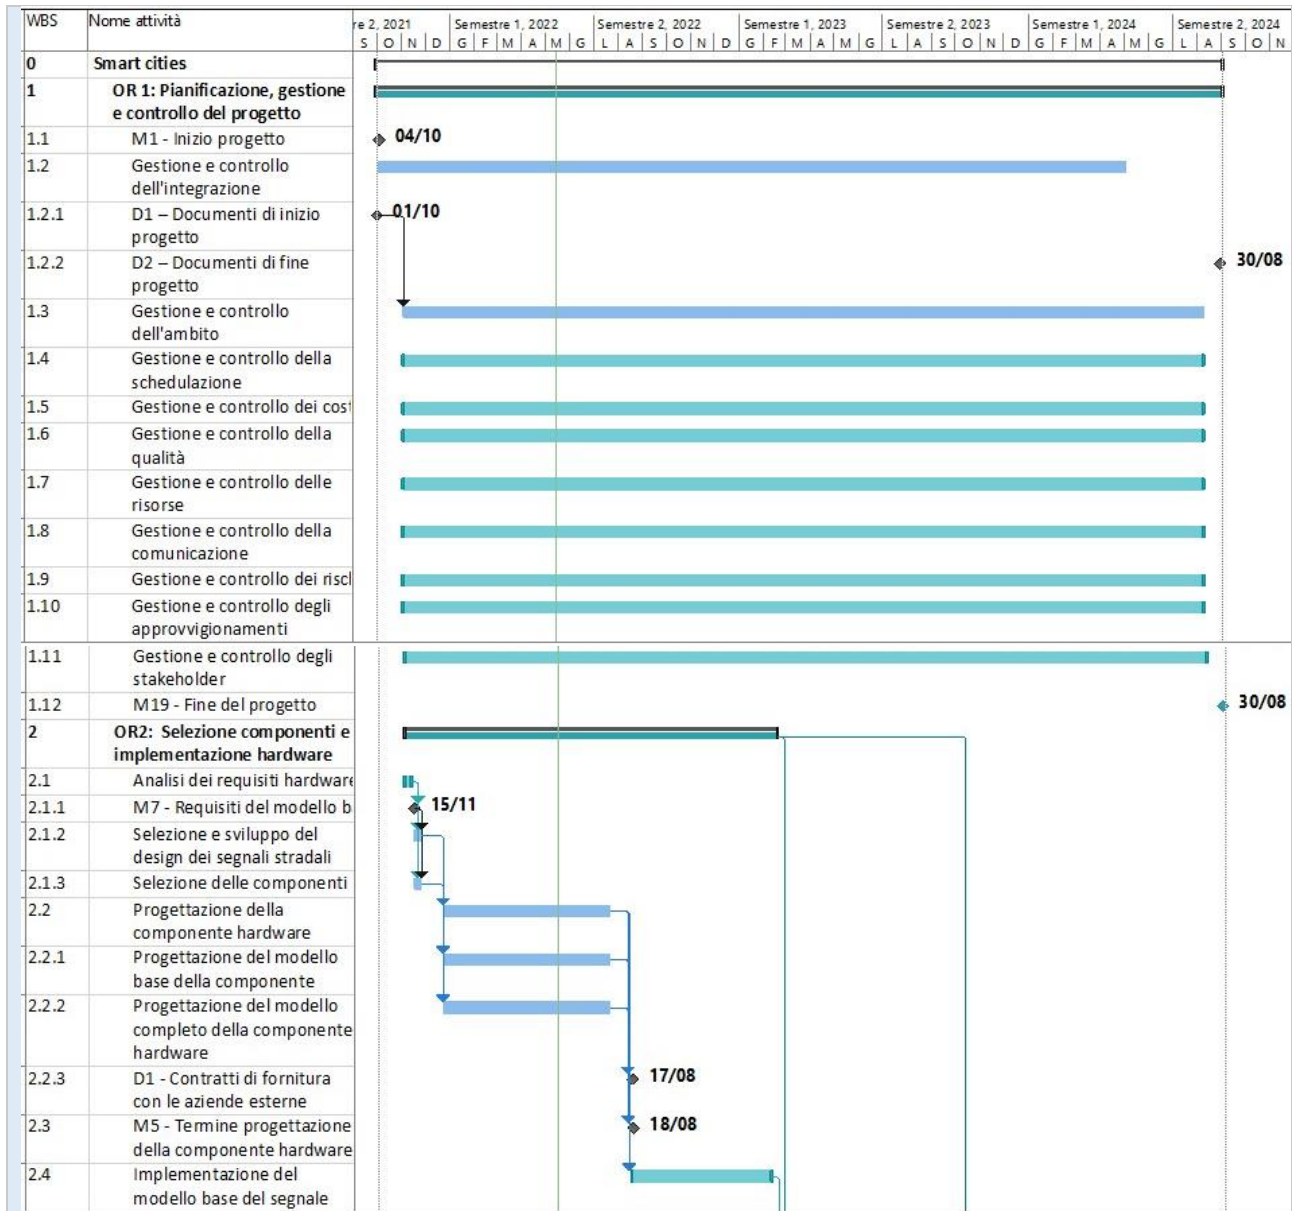 WBS Nome attività re 2, 2021 Semestre 1, 2022 Semestre 2, 2022 Semestre 1, 2023 Semestre 2, 2023 Semestre 1, 2024 Semestre 2, 2024
S O N D G F M A M G L A S O N D G F M A M G L A S O N D G F M A M G L A S O N
0 Smart cities
1 OR 1: Pianificazione, gestione
e controllo del progetto
1.1 M1 - Inizio progetto 04/10
1.2 Gestione e controllo
dell'integrazione
1.2.1 D1 – Documenti di inizio 01/10
progetto
1.2.2 D2 – Documenti di fine 30/08
progetto
1.3 Gestione e controllo
dell'ambito
1.4 Gestione e controllo della
schedulazione
1.5 Gestione e controllo dei cost
1.6 Gestione e controllo della
qualità
1.7 Gestione e controllo delle
risorse
1.8 Gestione e controllo della
comunicazione
1.9 Gestione e controllo dei risch
1.10 Gestione e controllo degli
approvvigionamenti
1.11 Gestione e controllo degli
stakeholder
1.12 M19 - Fine del progetto 30/08
2 OR2: Selezione componenti e
implementazione hardware
2.1 Analisi dei requisiti hardware
2.1.1 M7 - Requisiti del modello b 15/11
2.1.2 Selezione e sviluppo del
design dei segnali stradali
2.1.3 Selezione delle componenti
2.2 Progettazione della
componente hardware
2.2.1 Progettazione del modello
base della componente
2.2.2 Progettazione del modello
completo della componente
hardware
2.2.3 D1 - Contratti di fornitura 17/08
con le aziende esterne
2.3 M5 - Termine progettazione 18/08
della componente hardware
2.4 Implementazione del
modello base del segnale